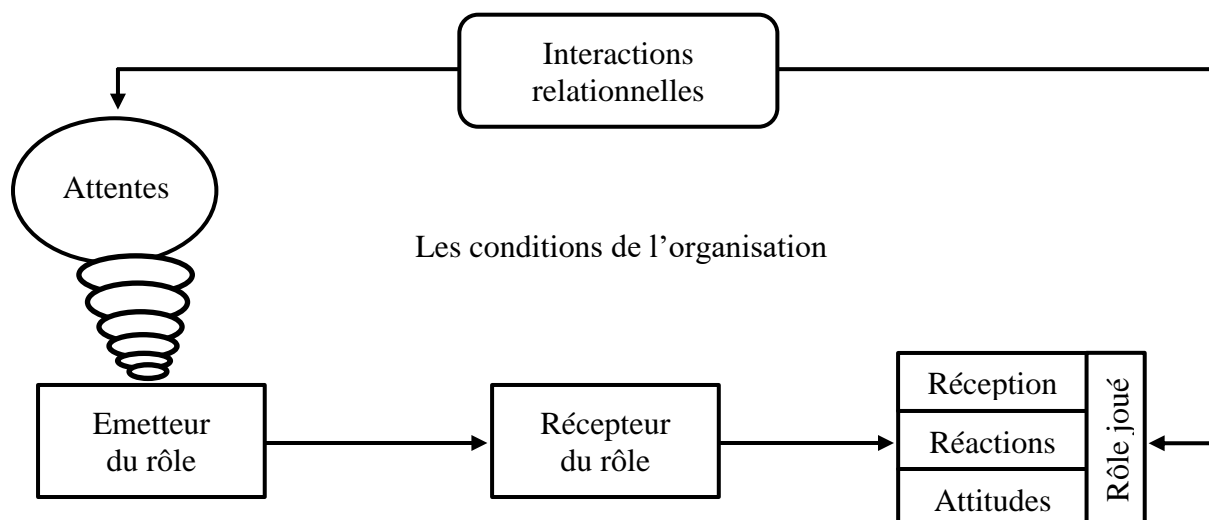 Interactions
relationnelles
Attentes
Les conditions de l’organisation
Emetteur
du rôle
Récepteur
du rôle
Réception
Réactions
Attitudes
Rôle joué